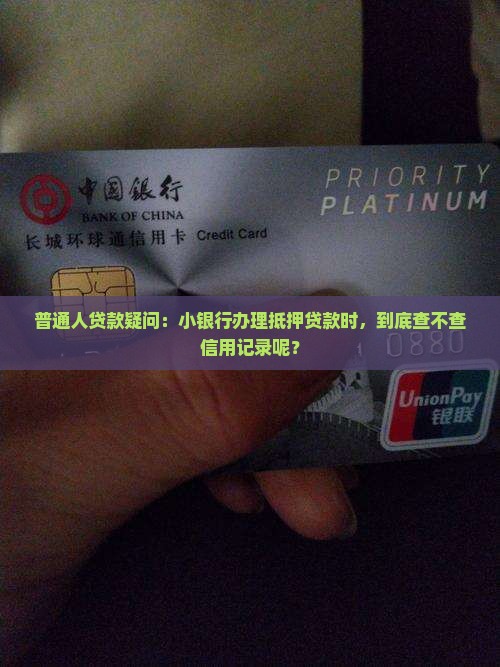 中國銀行
BANK OF CHINA
长城环球通信用卡 Credit Card
PRIORITY
PLATINUM
普通人贷款疑问：小银行办理抵押贷款时，到底查不查
信用记录呢？
0880
UnionPay
银联